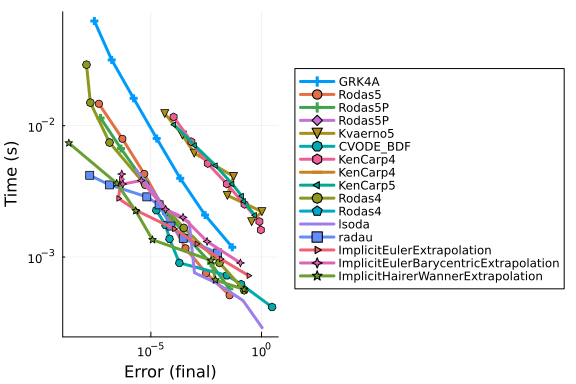 Time (s)
10⁻²
10⁻³
10⁻⁵
10⁰
Error (final)
GRK4A
Rodas5
Rodas5P
Rodas5P
Kvaerno5
CVODE_BDF
KenCarp4
KenCarp4
KenCarp5
Rodas4
Rodas4
lsoda
radau
ImplicitEulerExtrapolation
ImplicitEulerBarycentricExtrapolation
ImplicitHairerWannerExtrapolation